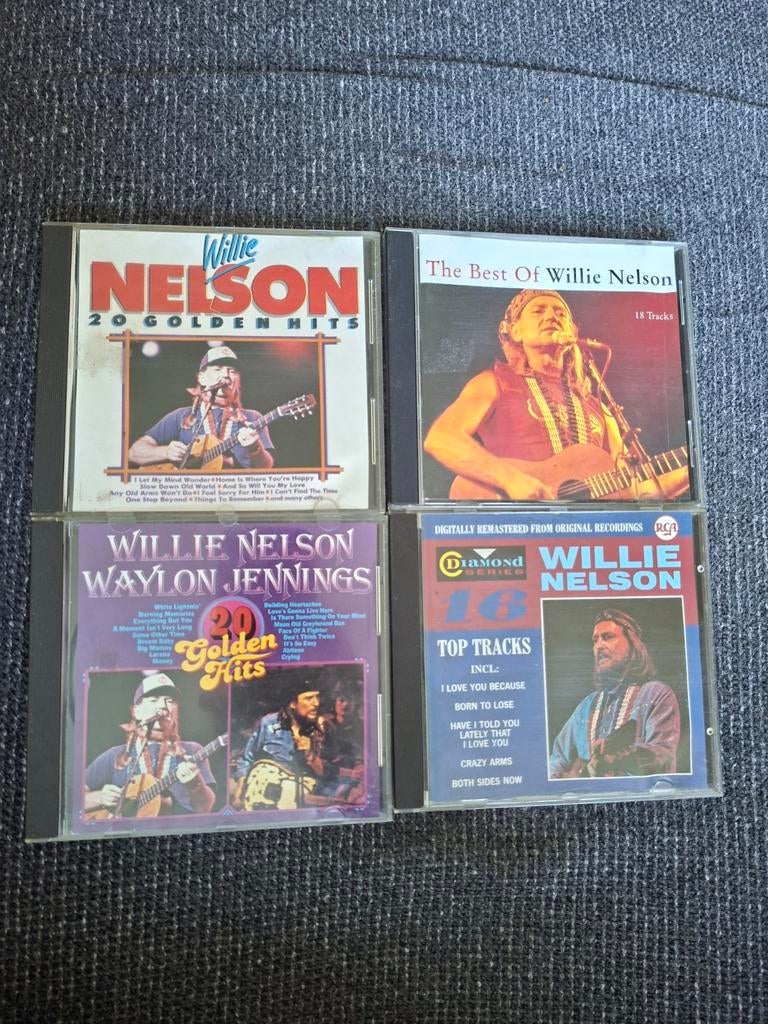 Willie
NELSON
20 GOLDEN HITS
I Let My Mind Wonder • Home Is Where You're Happy
Slow Down Old World • And So Will You My Love
Any Old Arms Won't Do • I Feel Sorry For Him • I Can't Find The Time
One Step Beyond • Things To Remember • and many others
The Best Of Willie Nelson
18 Tracks
WILLIE NELSON
WAYLON JENNINGS
20
Golden
Hits
White Lightnin'
Burning Memories
Everything But You
A Moment Isn't Very Long
Some Other Time
Dream Baby
Big Mamou
Lorena
Money
Building Heartaches
Love's Gonna Live Here
Is There Something On Your Mind
Mean Old Greyhound Bus
Face Of A Fighter
Don't Think Twice
It's So Easy
Abilene
Crying
DIGITALLY REMASTERED FROM ORIGINAL RECORDINGS
RCA
CD
DIAMOND
SERIES
WILLIE
NELSON
16
TOP TRACKS
INCL:
I LOVE YOU BECAUSE
BORN TO LOSE
HAVE I TOLD YOU
LATELY THAT
I LOVE YOU
CRAZY ARMS
BOTH SIDES NOW